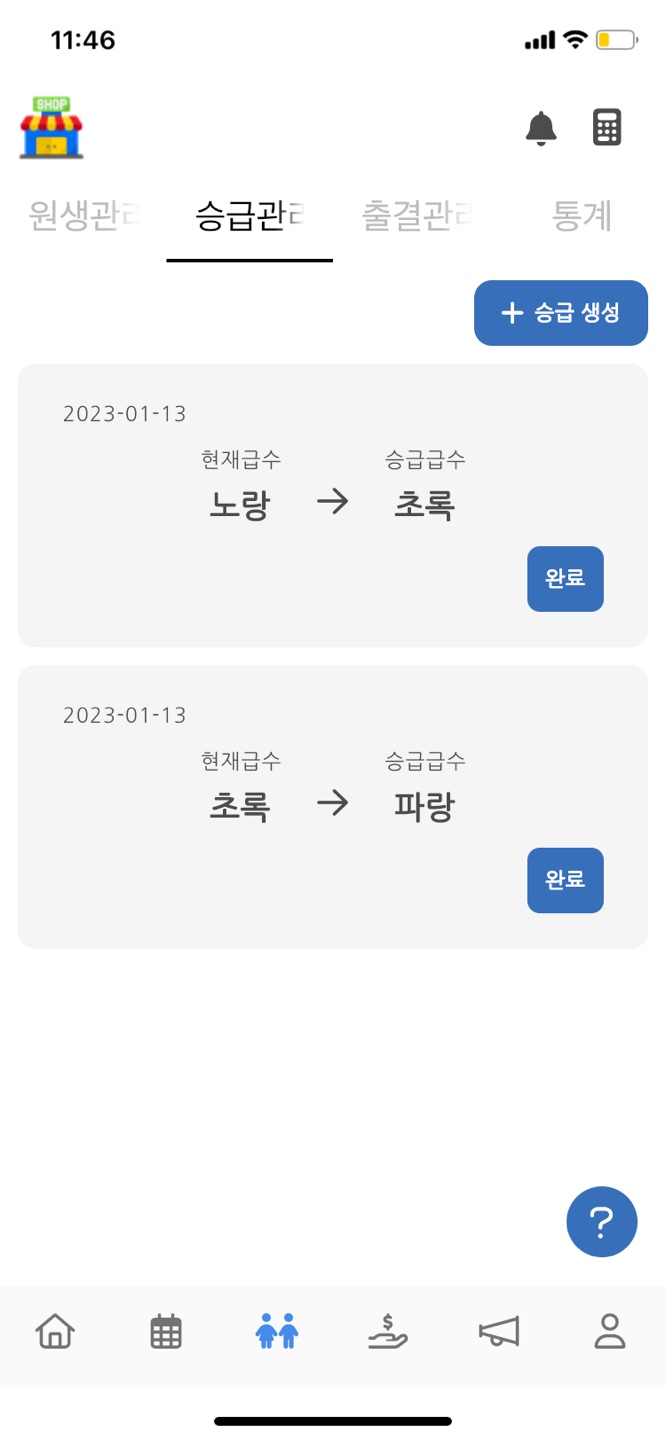 11:46
SHOP
원생관
승급관
출결관
통계
+ 승급 생성
2023-01-13
현재급수 승급급수
노랑 → 초록
완료
2023-01-13
현재급수 승급급수
초록 → 파랑
완료
?
$